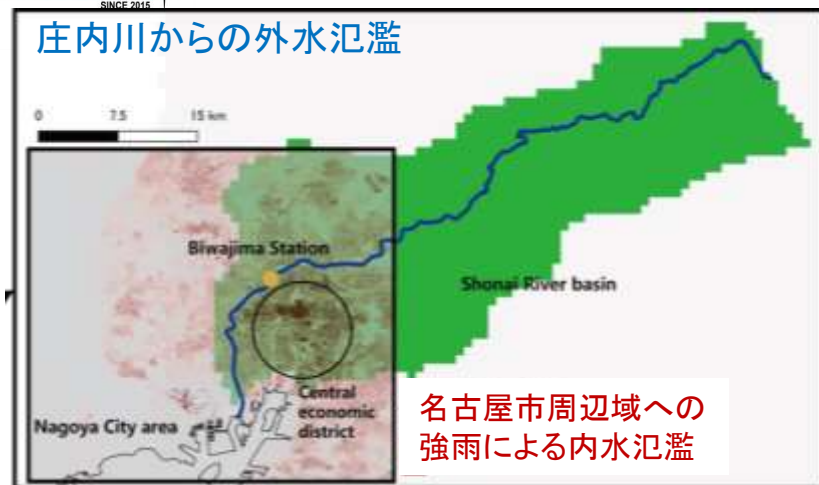 SINCE 2015
庄内川からの外水氾濫
0 7.5 15 km
Biwajima Station
Shonai River basin
Central
economic
district
Nagoya City area
名古屋市周辺域への
強雨による内水氾濫